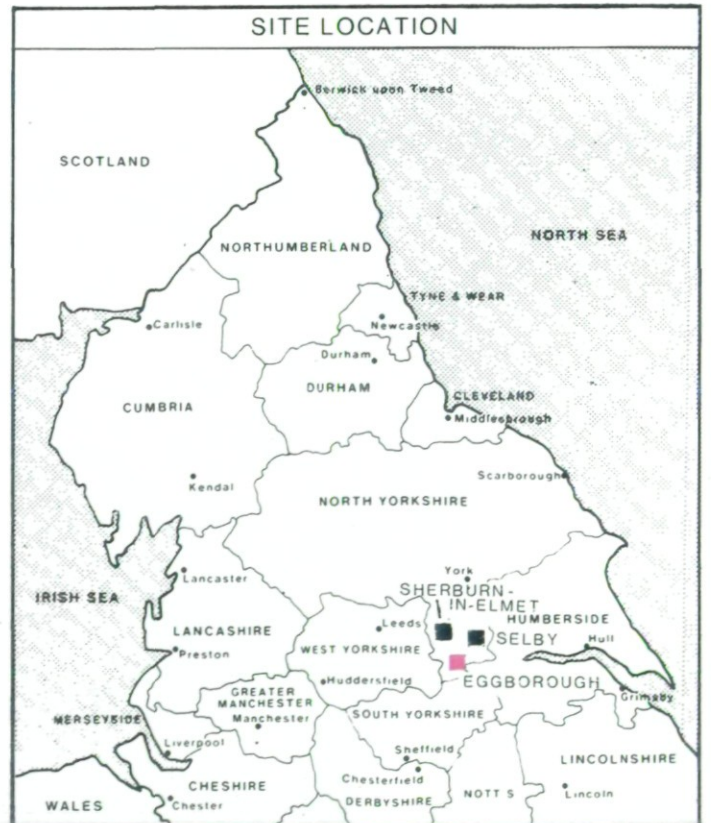 SITE LOCATION
Berwick upon Tweed
SCOTLAND
NORTH SEA
NORTHUMBERLAND
TYNE & WEAR
Carlisle
Newcastle
Durham
DURHAM
CLEVELAND
CUMBRIA
Middlesbrough
Scarborough
Kendal
NORTH YORKSHIRE
York
Lancaster
SHERBURN-
IN-ELMET
IRISH SEA
HUMBERSIDE
Leeds
LANCASHIRE
SELBY
Hull
WEST YORKSHIRE
Preston
Huddersfield
EGGBOROUGH
GREATER
MANCHESTER
Grimsby
SOUTH YORKSHIRE
MERSEYSIDE
Manchester
Liverpool
Sheffield
LINCOLNSHIRE
Chesterfield
CHESHIRE
NOTT S
Lincoln
DERBYSHIRE
WALES
Chester